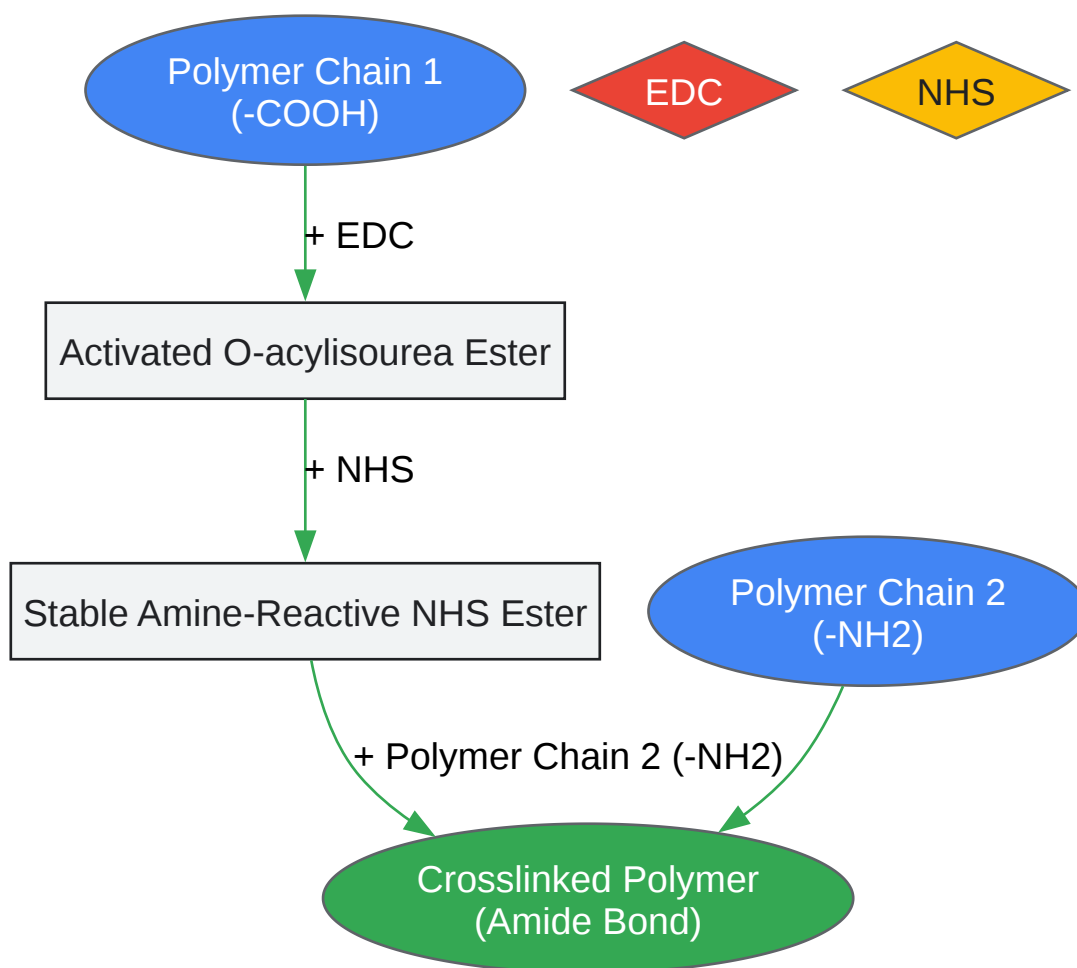 Polymer Chain 1
(-COOH)
EDC
NHS
+ EDC
Activated O-acylisourea Ester
+ NHS
Stable Amine-Reactive NHS Ester
Polymer Chain 2
(-NH2)
+ Polymer Chain 2 (-NH2)
Crosslinked Polymer
(Amide Bond)